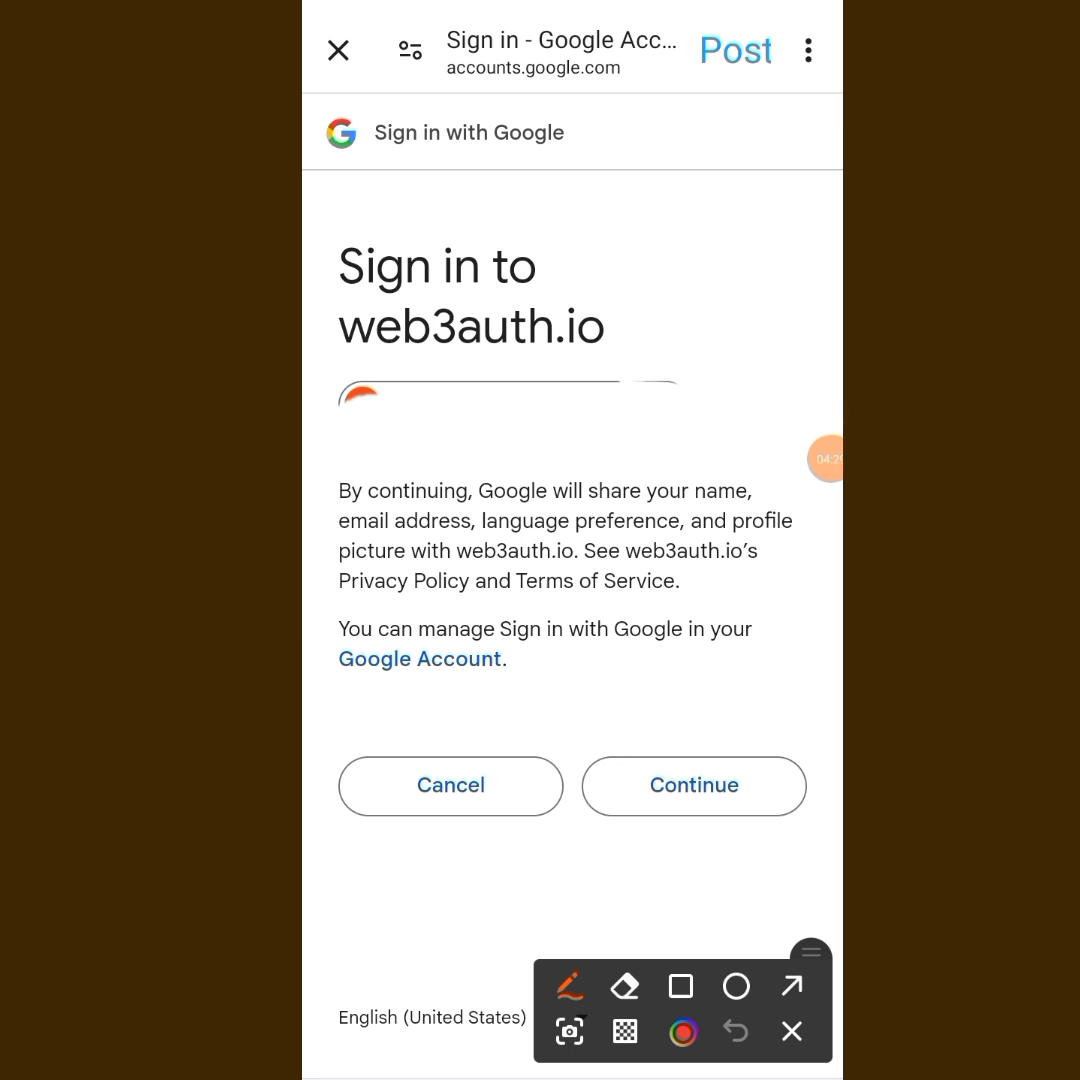 Sign in - Google Acc...
accounts.google.com
Post
Sign in with Google
Sign in to
web3auth.io
04:29
By continuing, Google will share your name,
email address, language preference, and profile
picture with web3auth.io. See web3auth.io’s
Privacy Policy and Terms of Service.
You can manage Sign in with Google in your
Google Account.
Cancel
Continue
English (United States)